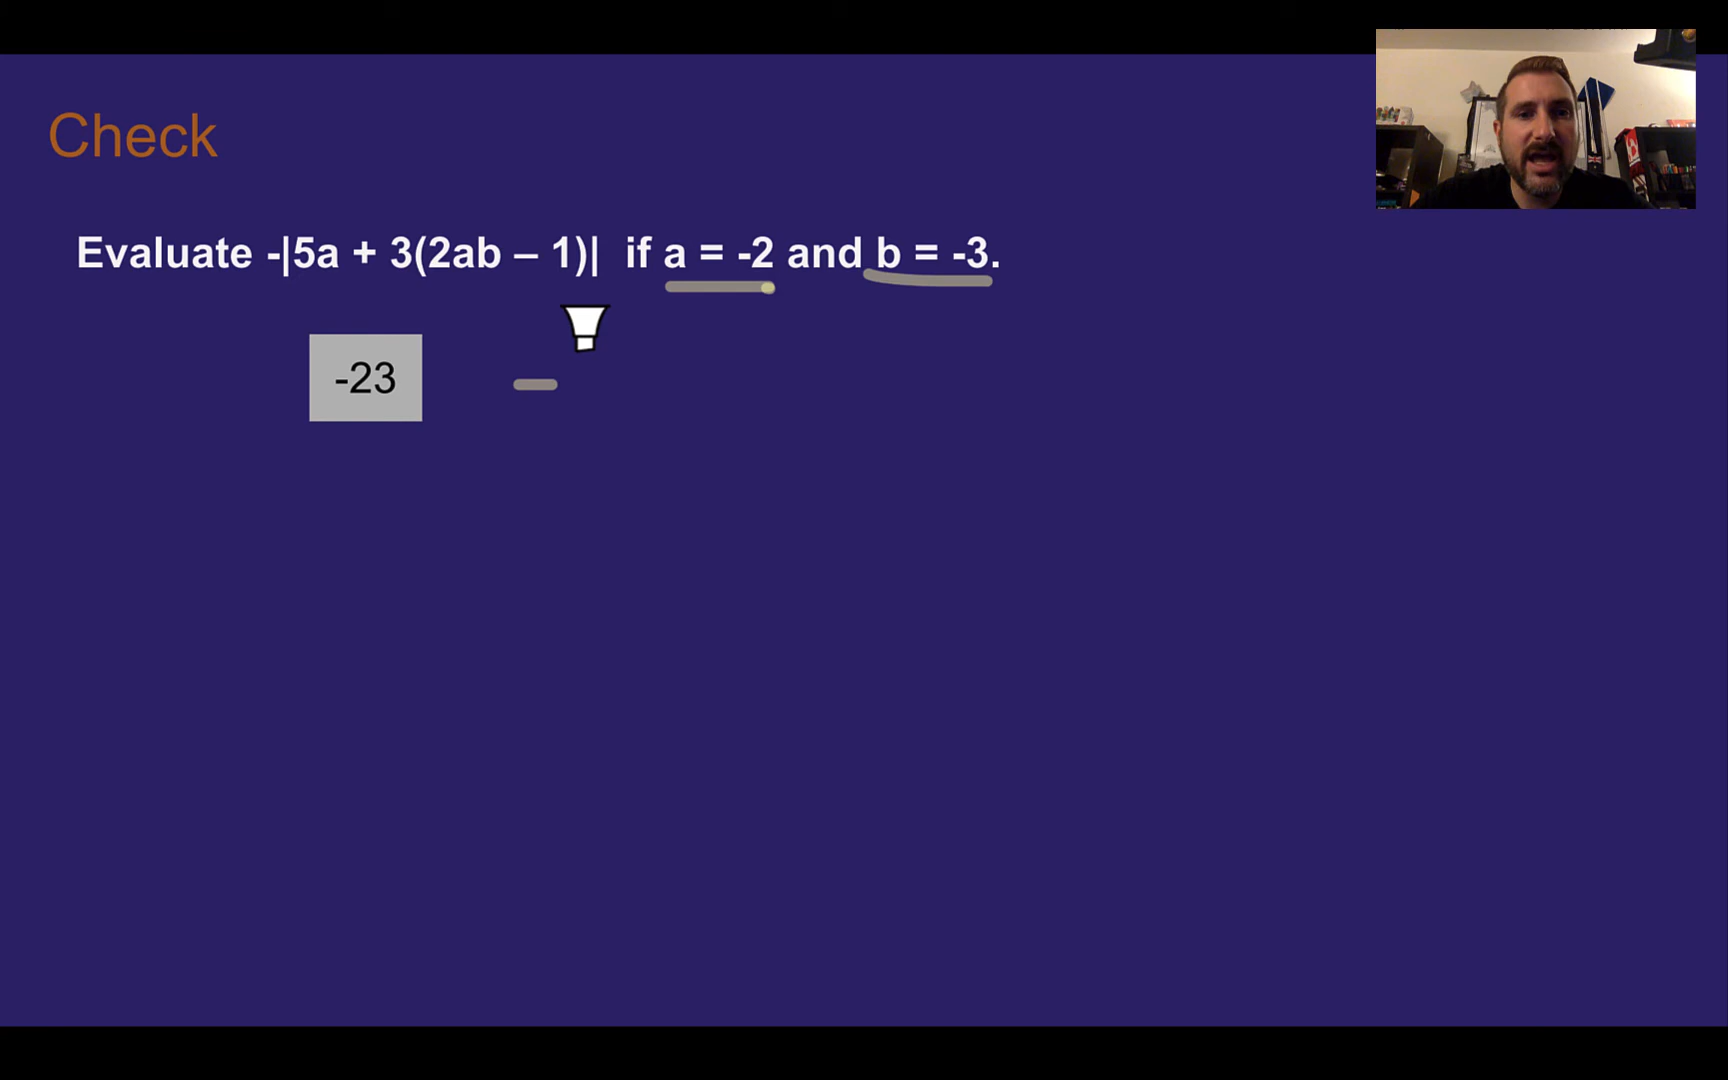 Check
Evaluate -|5a + 3(2ab – 1)|  if a = -2 and b = -3.
-23